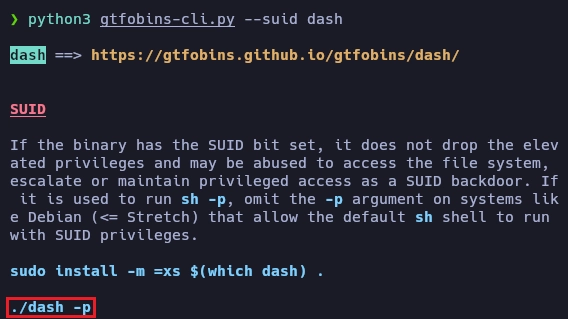 ❯ python3 gtfobins-cli.py --suid dash
dash ==> https://gtfobins.github.io/gtfobins/dash/
SUID
If the binary has the SUID bit set, it does not drop the elev
ated privileges and may be abused to access the file system,
escalate or maintain privileged access as a SUID backdoor. If
it is used to run sh -p, omit the -p argument on systems lik
e Debian (<= Stretch) that allow the default sh shell to run
with SUID privileges.
sudo install -m =xs $(which dash) .
./dash -p